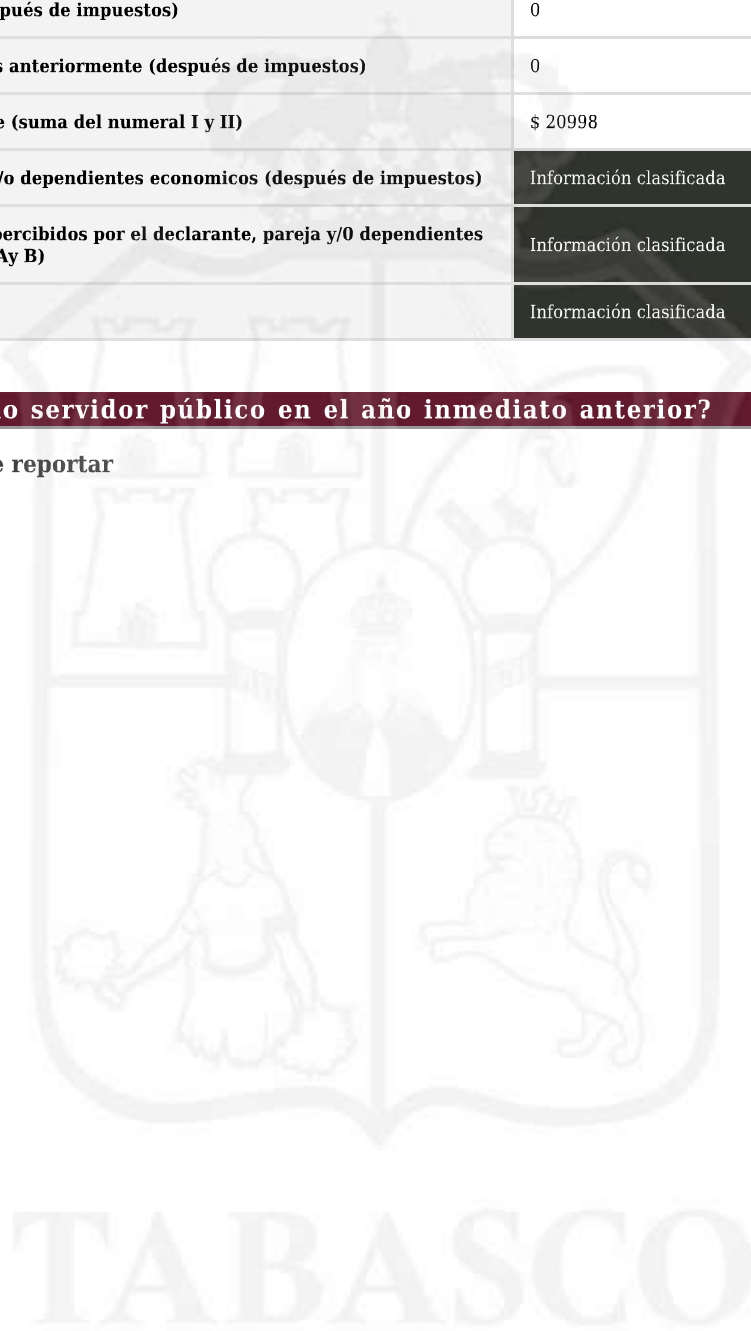 pués de impuestos) 0
s anteriormente (después de impuestos) 0
e (suma del numeral I y II) $ 20998
/o dependientes economicos (después de impuestos) Información clasificada
percibidos por el declarante, pareja y/0 dependientes Información clasificada
Ay B)
Información clasificada
o servidor público en el año inmediato anterior?
e reportar
TABASCO